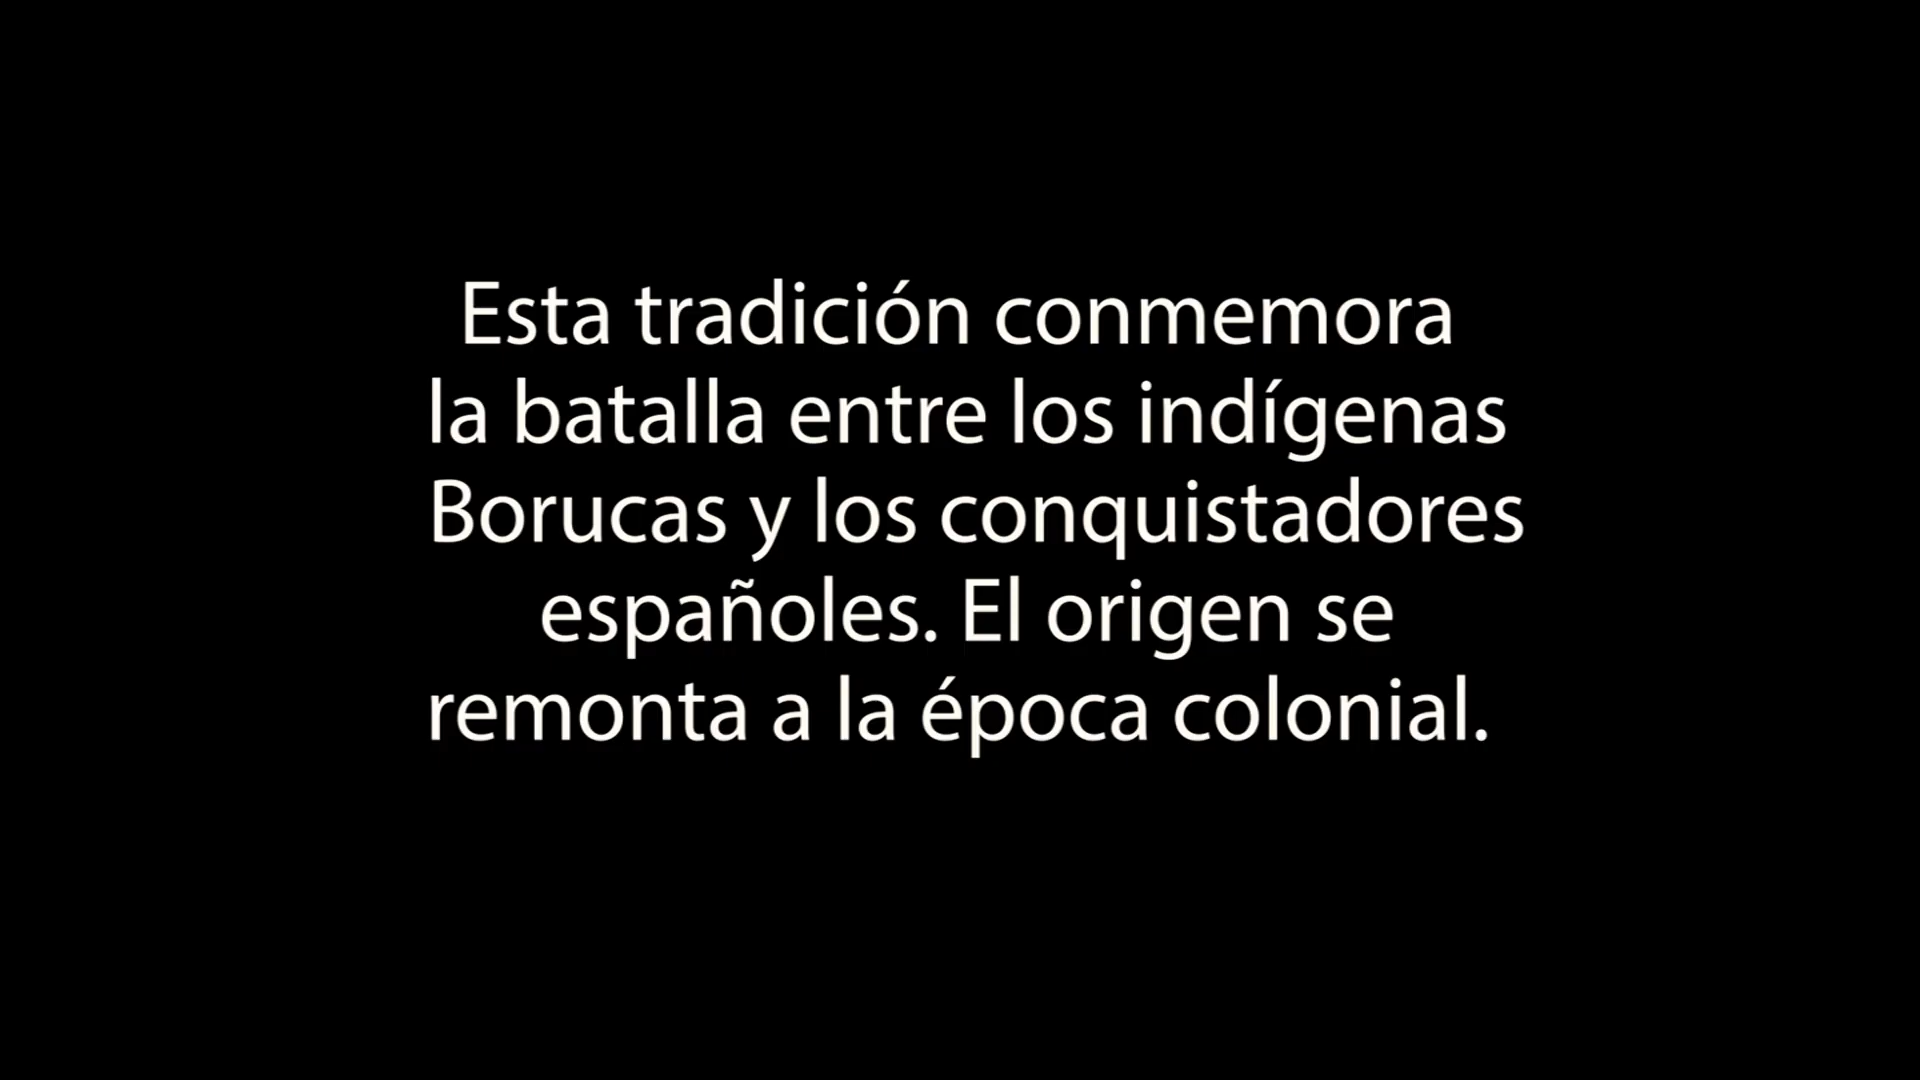 Esta tradición conmemora
la batalla entre los indígenas
Borucas y los conquistadores
españoles. El origen se
remonta a la época colonial.